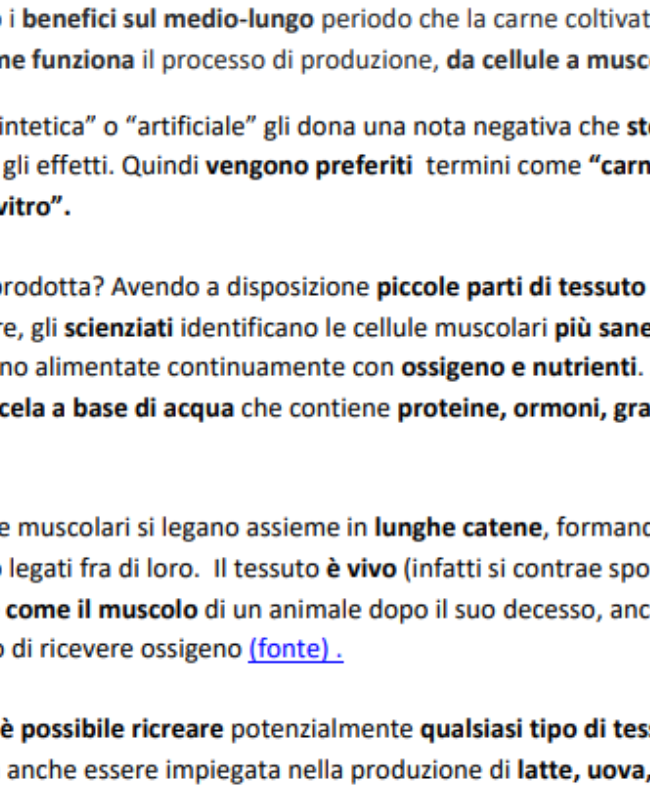 i benefici sul medio-lungo periodo che la carne coltivat
me funziona il processo di produzione, da cellule a musc
intetica” o “artificiale” gli dona una nota negativa che st
gli effetti. Quindi vengono preferiti termini come “carn
vitro”.
prodotta? Avendo a disposizione piccole parti di tessuto
re, gli scienziati identificano le cellule muscolari più sane
no alimentate continuamente con ossigeno e nutrienti.
cela a base di acqua che contiene proteine, ormoni, gra
e muscolari si legano assieme in lunghe catene, formand
legati fra di loro. Il tessuto è vivo (infatti si contrae spo
come il muscolo di un animale dopo il suo decesso, anc
o di ricevere ossigeno (fonte) .
è possibile ricreare potenzialmente qualsiasi tipo di tess
anche essere impiegata nella produzione di latte, uova,